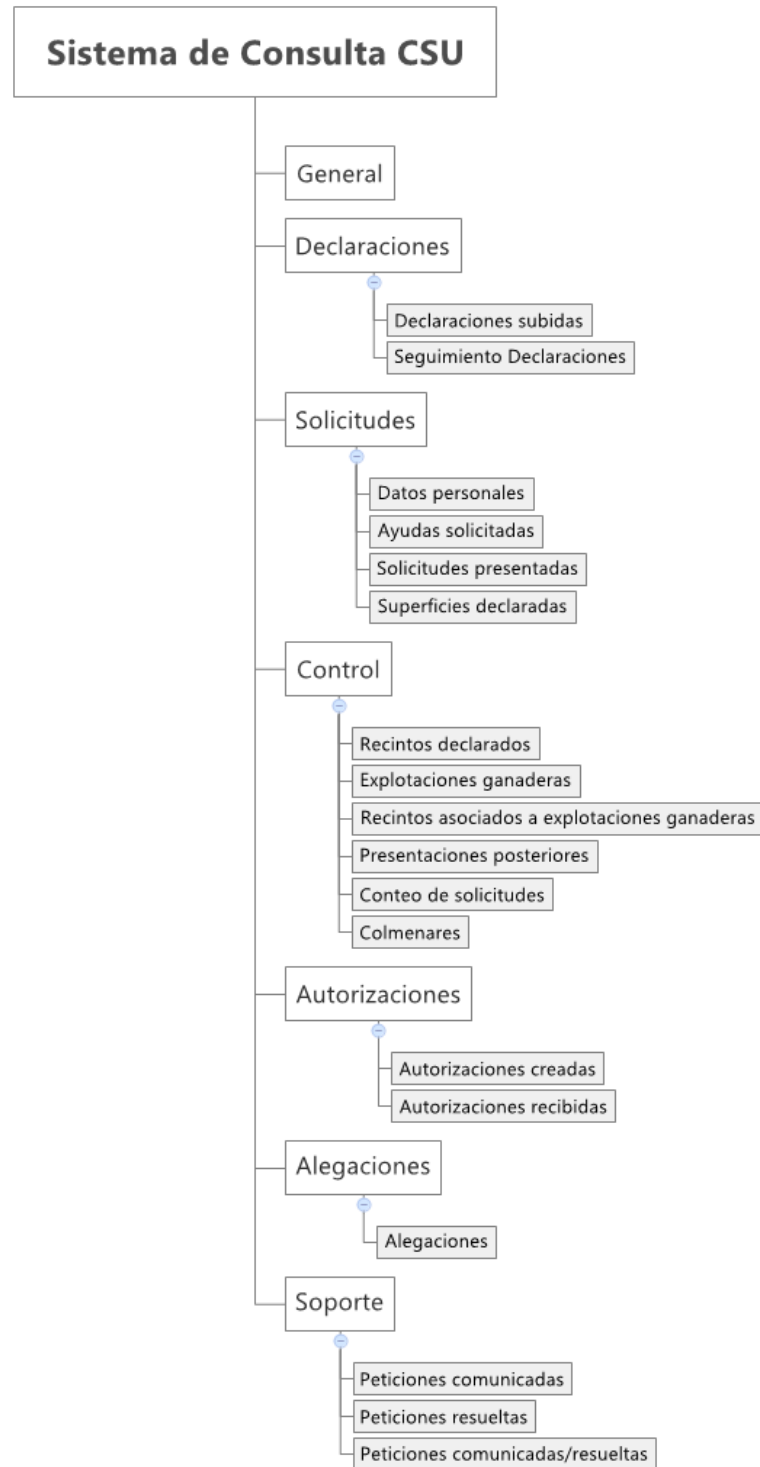 Sistema de Consulta CSU
General
Declaraciones
Declaraciones subidas
Seguimiento Declaraciones
Solicitudes
Datos personales
Ayudas solicitadas
Solicitudes presentadas
Superficies declaradas
Control
Recintos declarados
Explotaciones ganaderas
Recintos asociados a explotaciones ganaderas
Presentaciones posteriores
Conteo de solicitudes
Colmenares
Autorizaciones
Autorizaciones creadas
Autorizaciones recibidas
Alegaciones
Alegaciones
Soporte
Peticiones comunicadas
Peticiones resueltas
Peticiones comunicadas/resueltas